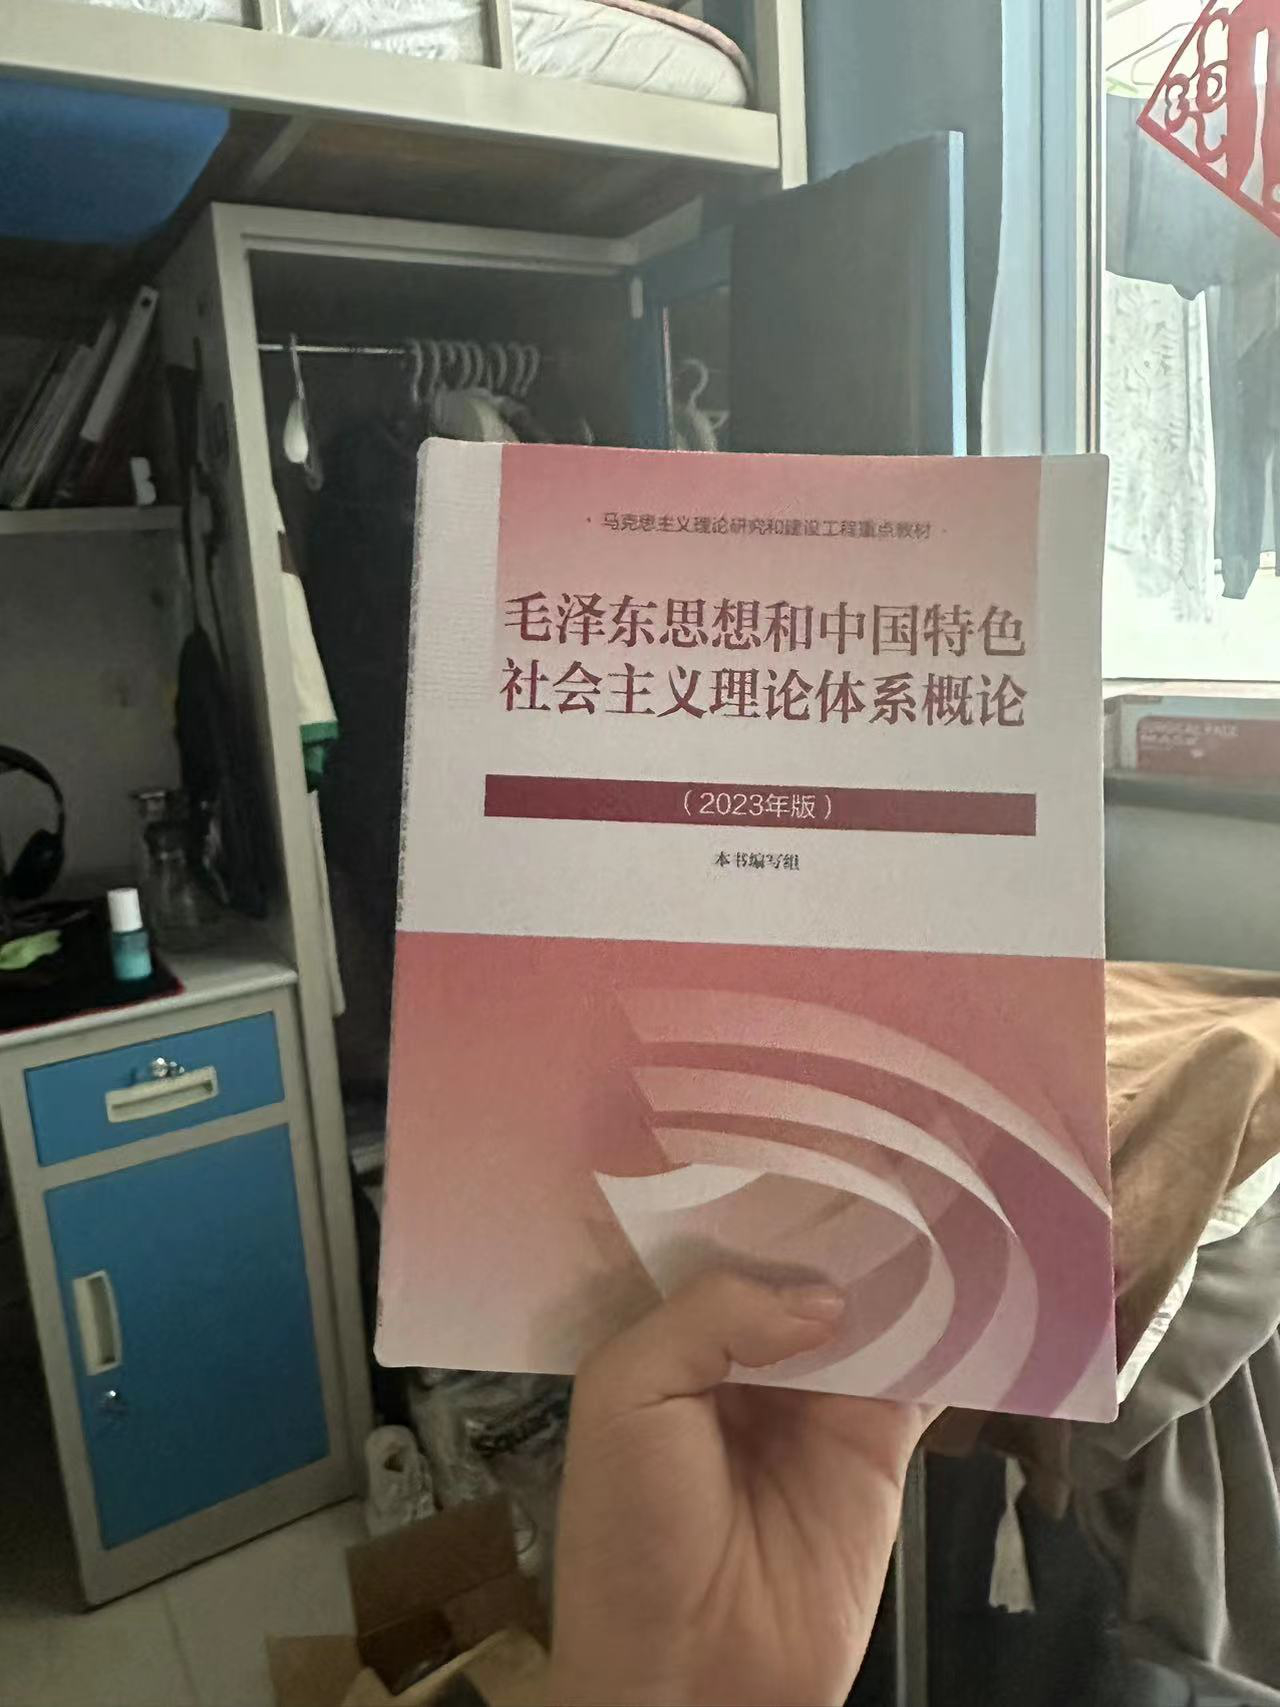 ·马克思主义理论研究和建设工程重点教材·
毛泽东思想和中国特色
社会主义理论体系概论
（2023年版）
本书编写组
SURGICAL FACE